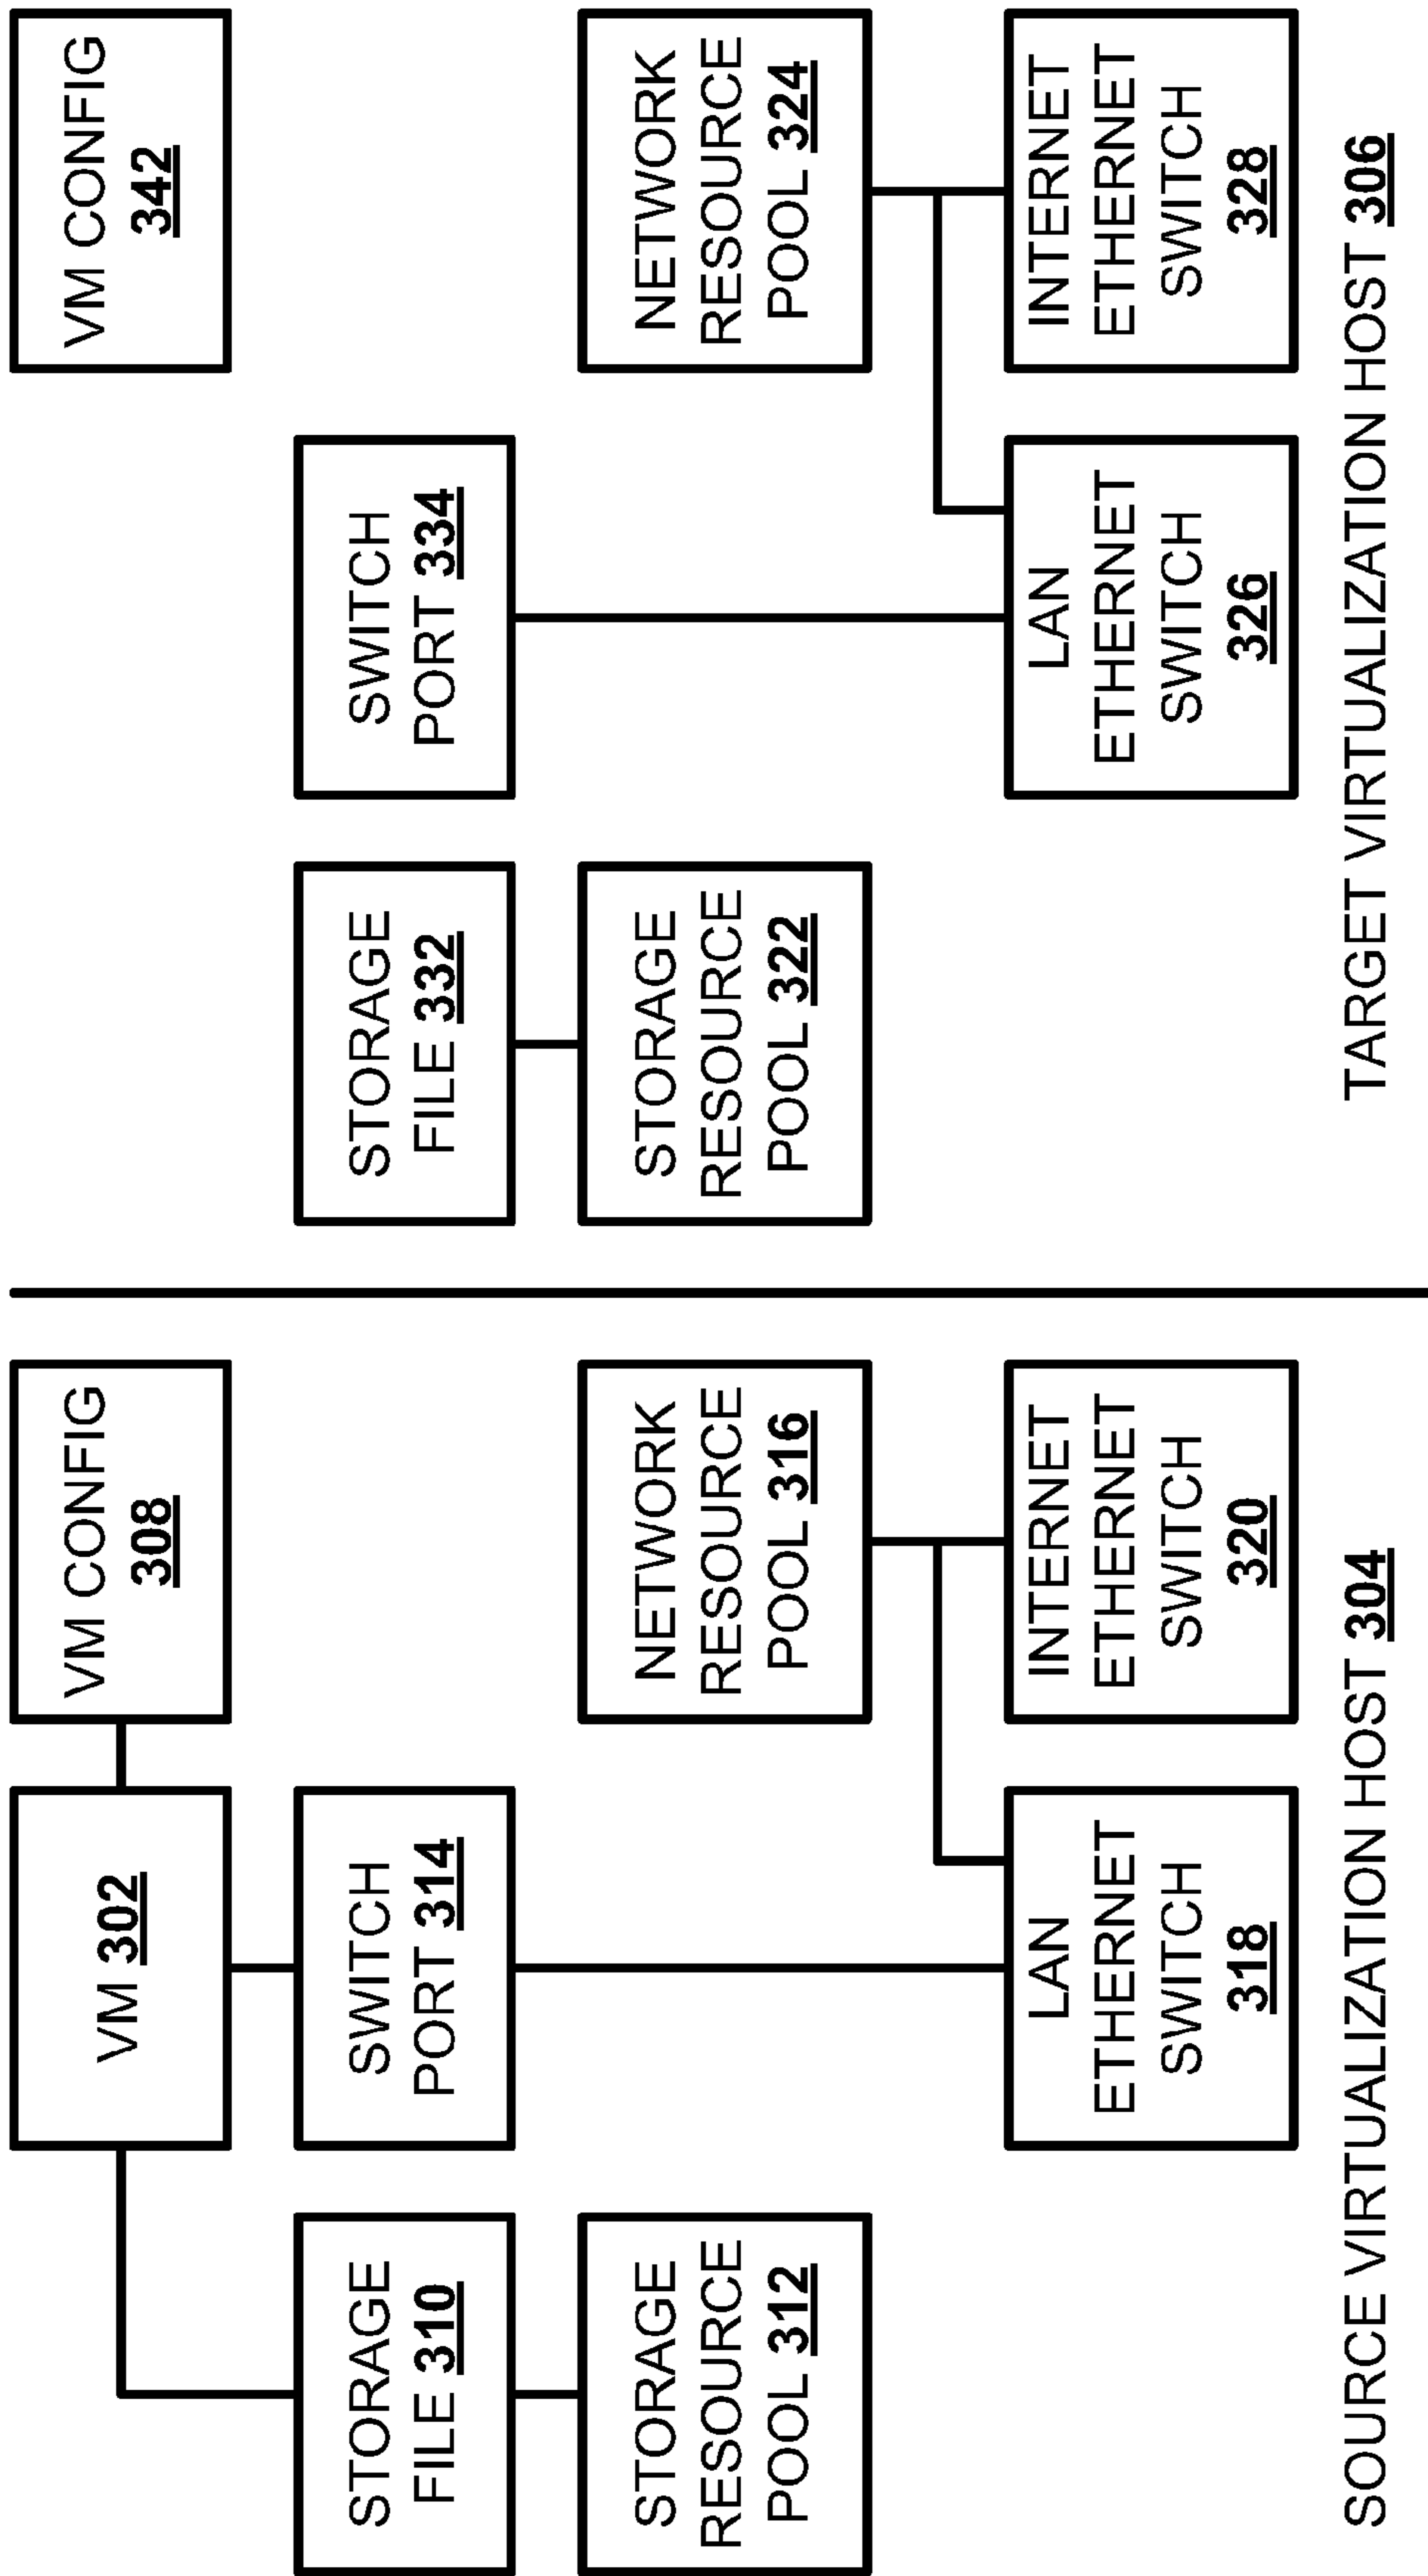 VM 302
VM CONFIG
308
STORAGE
FILE 310
SWITCH
PORT 314
STORAGE
RESOURCE
POOL 312
NETWORK
RESOURCE
POOL 316
LAN
ETHERNET
SWITCH
318
INTERNET
ETHERNET
SWITCH
320
SOURCE VIRTUALIZATION HOST 304
VM CONFIG
342
STORAGE
FILE 332
SWITCH
PORT 334
STORAGE
RESOURCE
POOL 322
NETWORK
RESOURCE
POOL 324
LAN
ETHERNET
SWITCH
326
INTERNET
ETHERNET
SWITCH
328
TARGET VIRTUALIZATION HOST 306